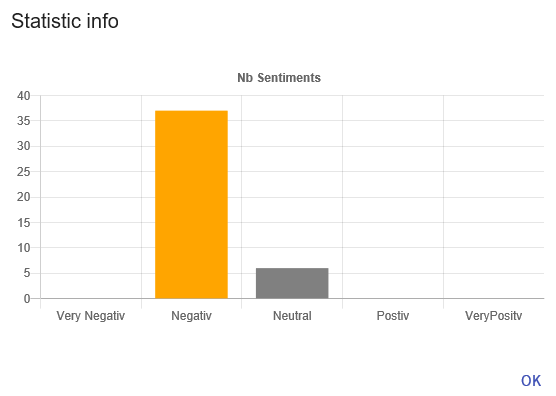 Statistic info
Nb Sentiments
40
35
30
25
20
15
10
5
0
Very Negativ Negativ Neutral Postiv VeryPositv
OK